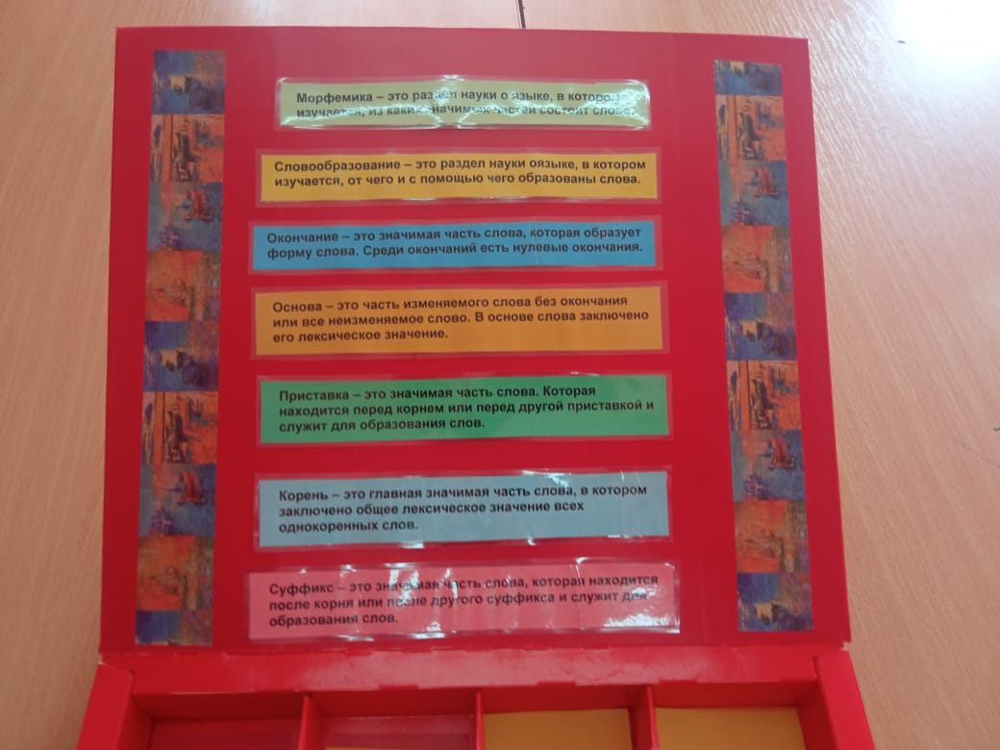 Морфемика – это раздел науки о языке, в которо
изучается, из каких значимых частей состоит слово.
Словообразование – это раздел науки оязыке, в котором
изучается, от чего и с помощью чего образованы слова.
Окончание – это значимая часть слова, которая образует
форму слова. Среди окончаний есть нулевые окончания.
Основа – это часть изменяемого слова без окончания
или все неизменяемое слово. В основе слова заключено
его лексическое значение.
Приставка – это значимая часть слова. Которая
находится перед корнем или перед другой приставкой и
служит для образования слов.
Корень – это главная значимая часть слова, в котором
заключено общее лексическое значение всех
однокоренных слов.
Суффикс – это значимая часть слова, которая находится
после корня или после другого суффикса и служит для
образования слов.